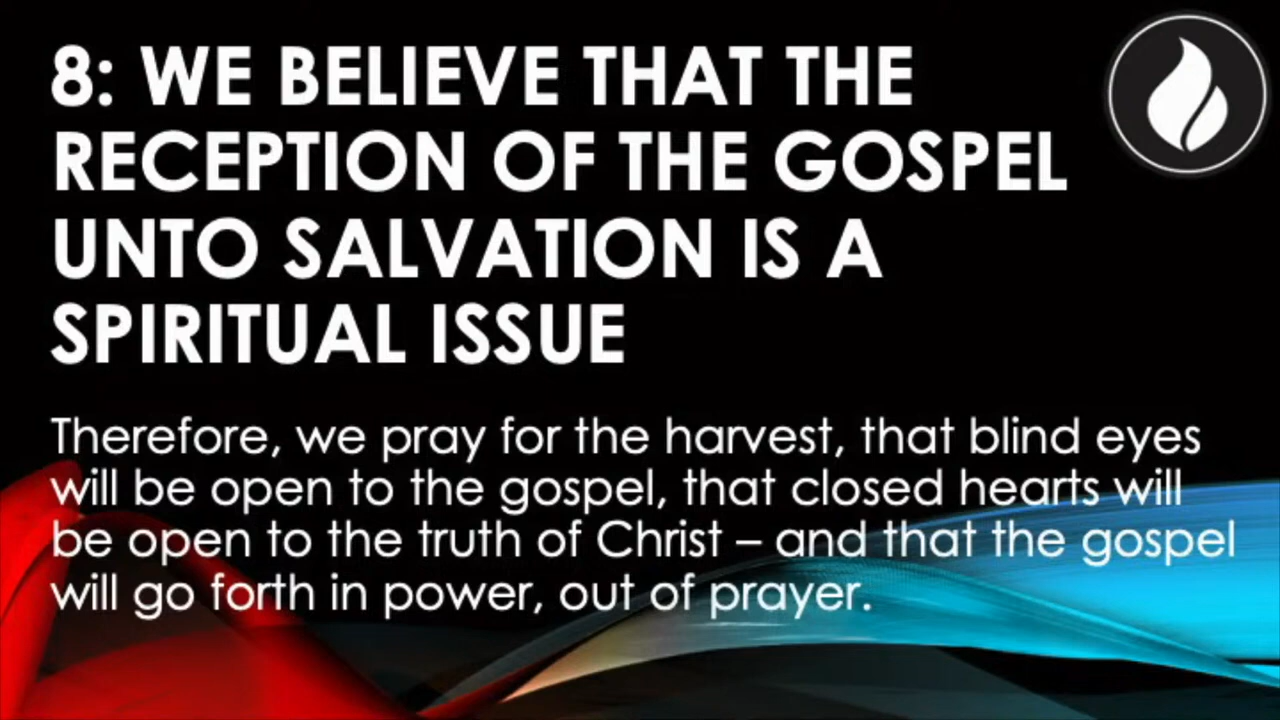 8: WE BELIEVE THAT THE
RECEPTION OF THE GOSPEL
UNTO SALVATION IS A
SPIRITUAL ISSUE
Therefore, we pray for the harvest, that blind eyes
will be open to the gospel, that closed hearts will
be open to the truth of Christ – and that the gospel
will go forth in power, out of prayer.